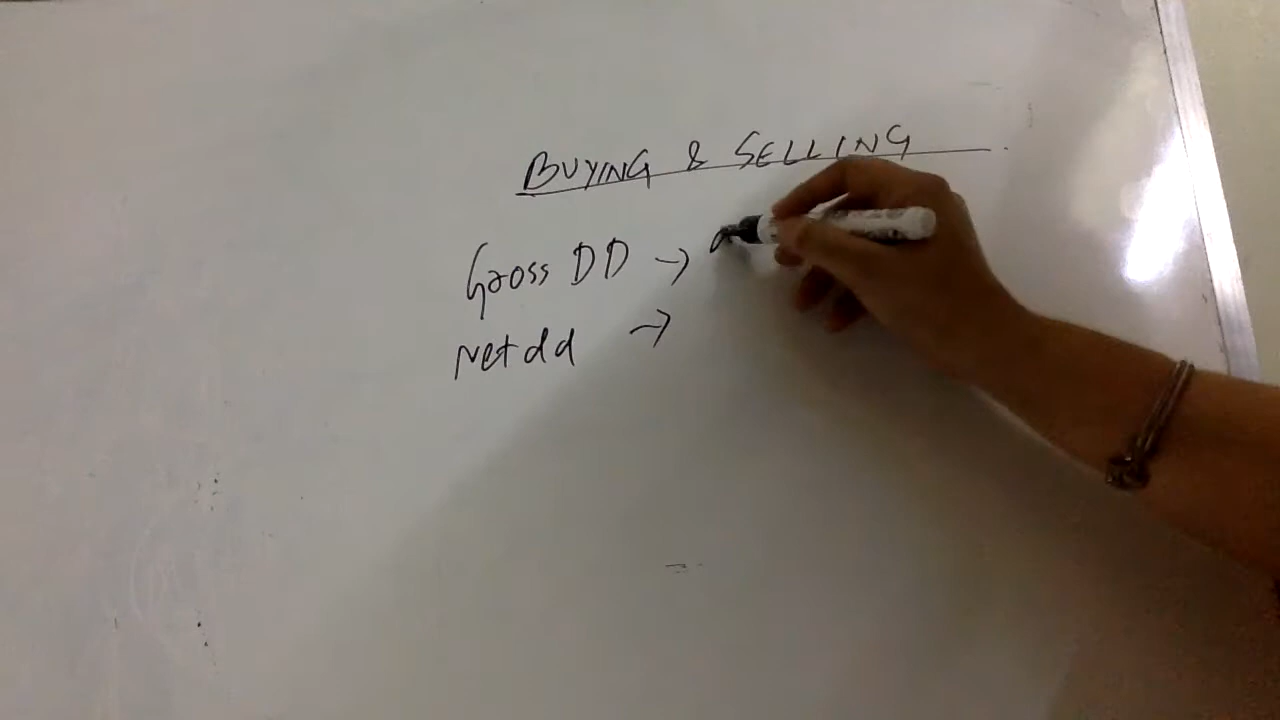 BUYING & SELLING
Gross DD →
Net dd →